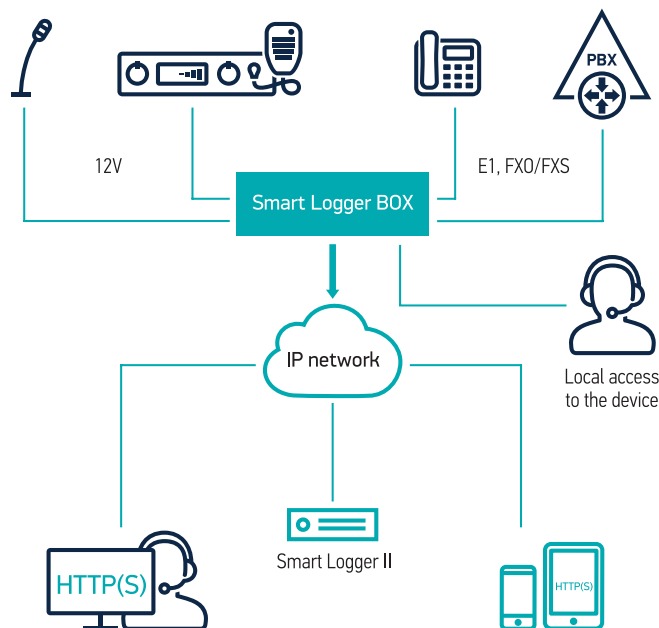 PBX
12V
E1, FXO/FXS
Smart Logger BOX
IP network
Local access
to the device
Smart Logger II
HTTP(S)
HTTP(S)